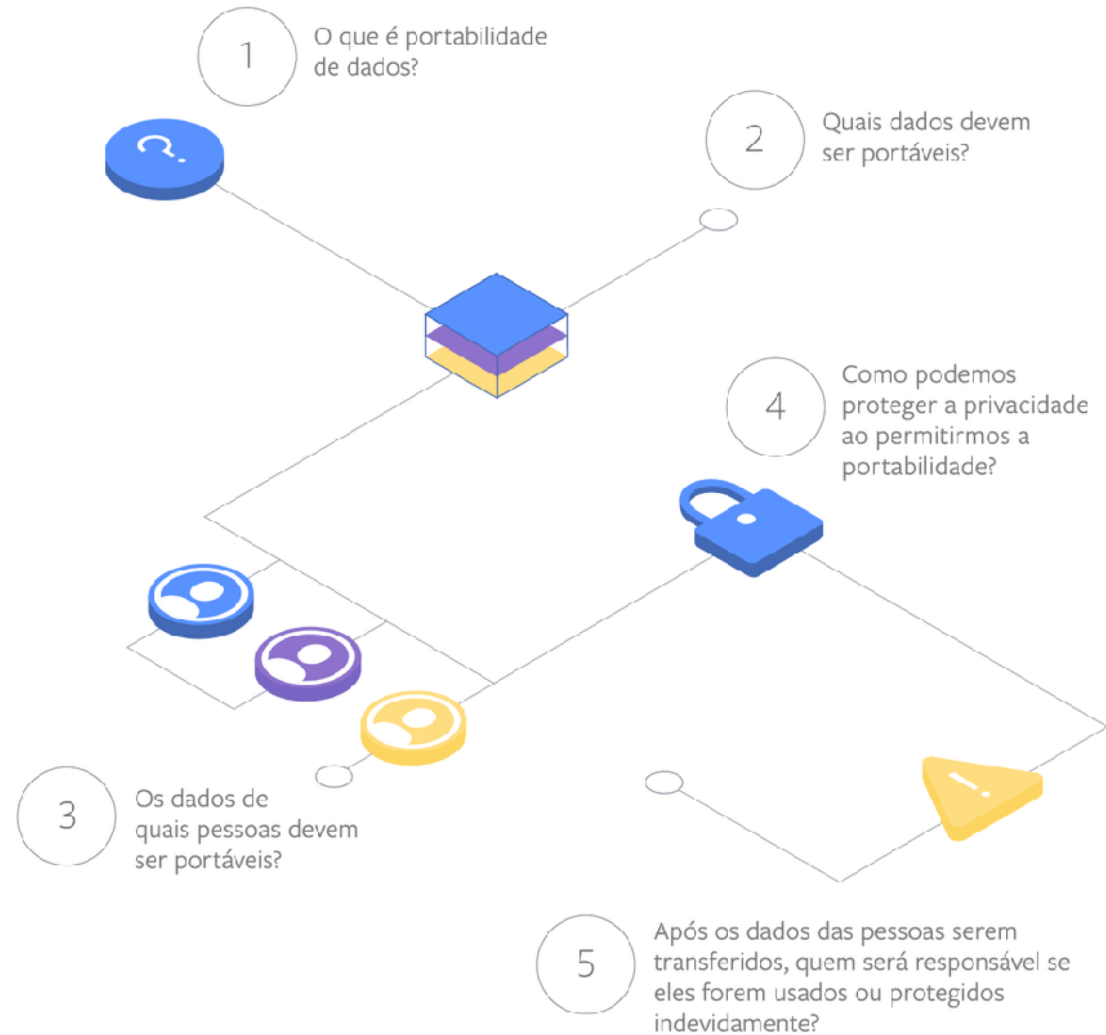 1
O que é portabilidade
de dados?
2
Quais dados devem
ser portáveis?
4
Como podemos
proteger a privacidade
ao permitirmos a
portabilidade?
3
Os dados de
quais pessoas devem
ser portáveis?
5
Após os dados das pessoas serem
transferidos, quem será responsável se
eles forem usados ou protegidos
indevidamente?